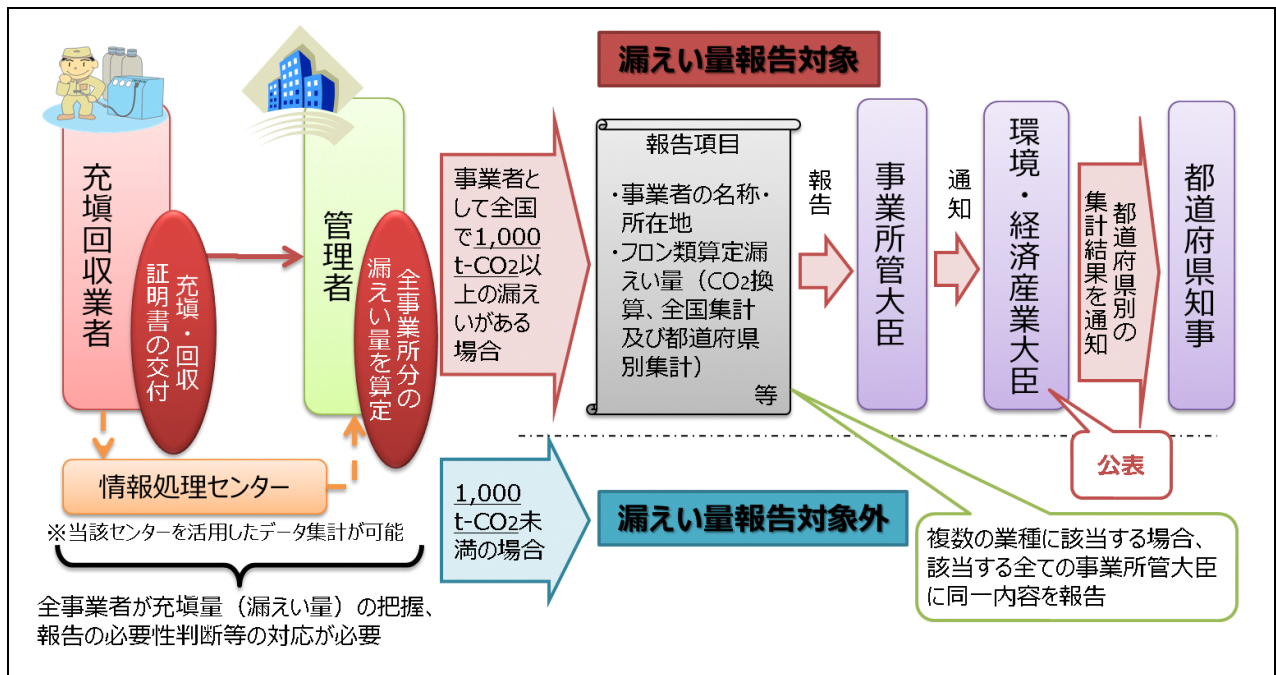 漏えい量報告対象
充填回収業者
充填・回収
証明書の交付
管理者
全事業所分の
漏えい量を算定
情報処理センター
※当該センターを活用したデータ集計が可能
全事業者が充填量（漏えい量）の把握、
報告の必要性判断等の対応が必要
事業者と
して全国
で1,000
t-CO2以
上の漏え
いがある
場合
報告項目
・事業者の名称・
所在地
・フロン類算定漏
えい量（CO2換
算、全国集計
及び都道府県
別集計）
等
報告
事業所管大臣
通知
環境・経済産業大臣
都道府県別の
集計結果を通知
都道府県知事
公表
1,000
t-CO2未
満の場合
漏えい量報告対象外
複数の業種に該当する場合、
該当する全ての事業所管大臣
に同一内容を報告